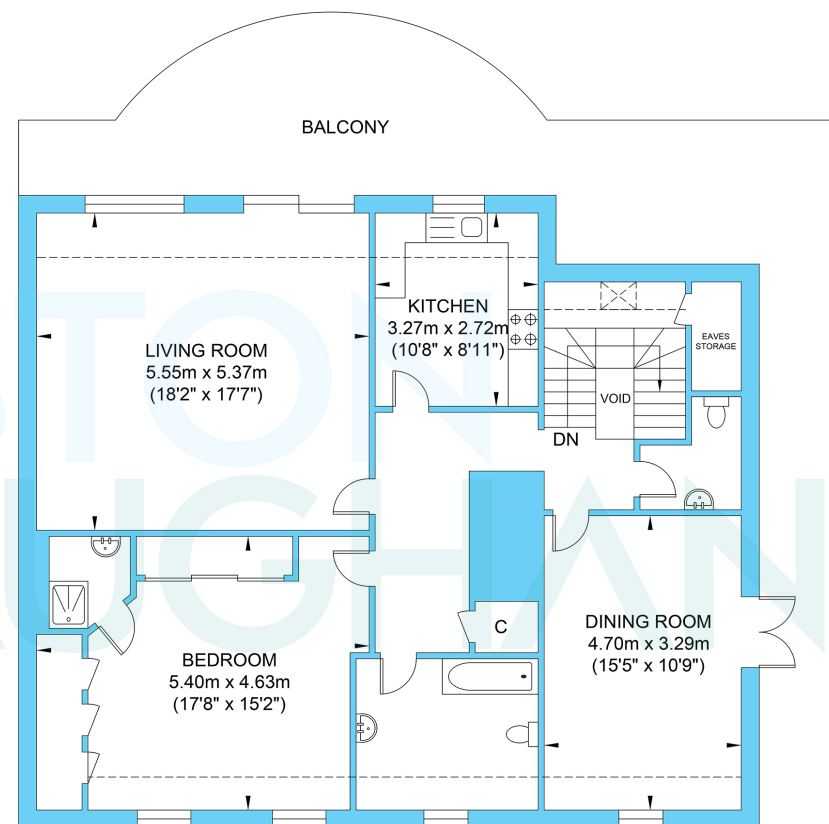 BALCONY
KITCHEN
3.27m x 2.72m
(10'8" x 8'11")
LIVING ROOM
5.55m x 5.37m
(18'2" x 17'7")
EAVES
STORAGE
VOID
DN
C
DINING ROOM
4.70m x 3.29m
(15'5" x 10'9")
BEDROOM
5.40m x 4.63m
(17'8" x 15'2")
STON
AUGHAN